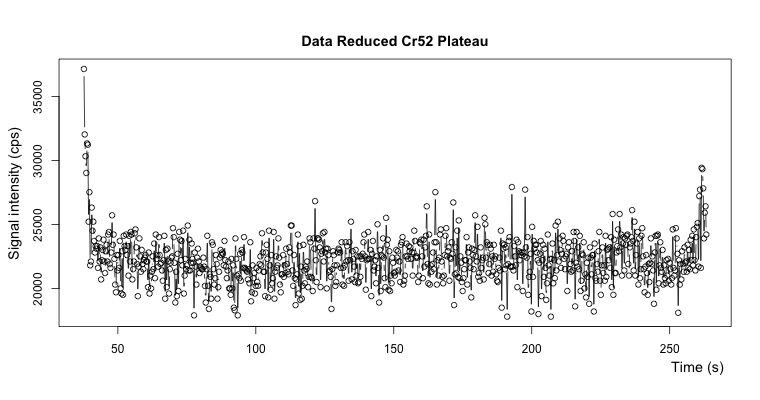 Data Reduced Cr52 Plateau
Signal intensity (cps)
35000
30000
25000
20000
50 100 150 200 250
Time (s)